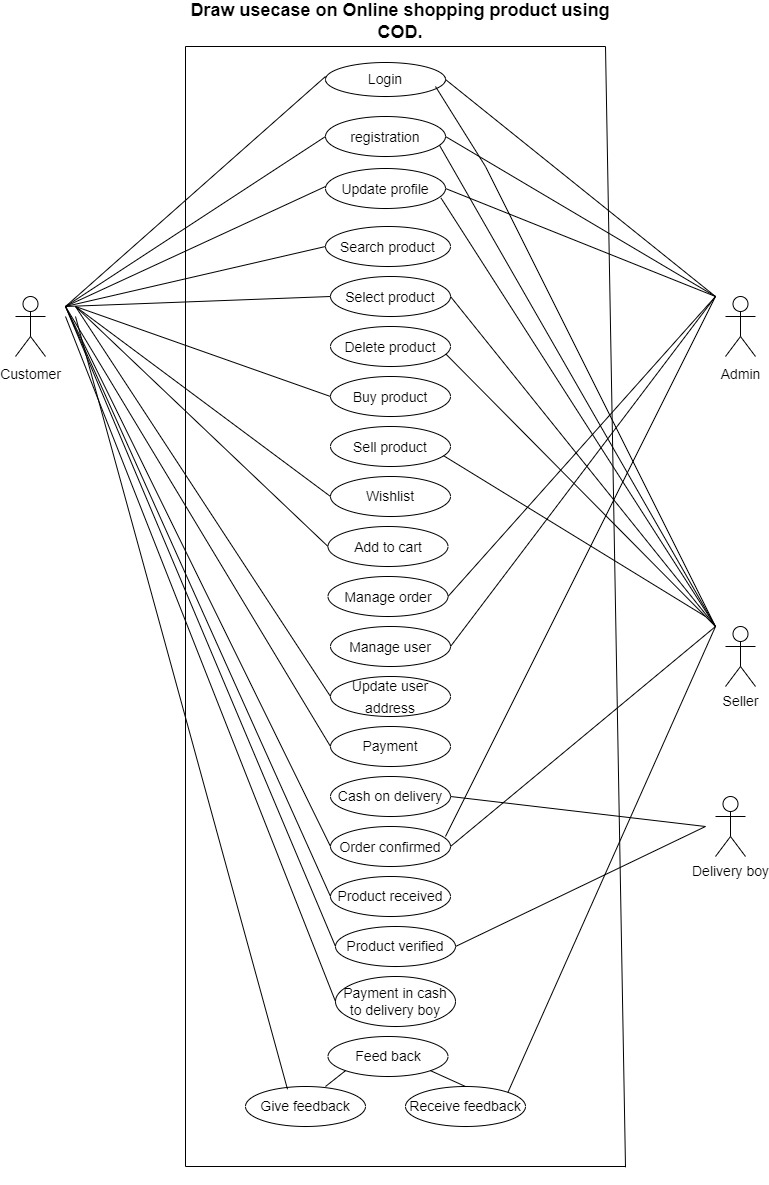 Draw usecase on Online shopping product using
COD.
Login
registration
Update profile
Search product
Select product
Customer
Admin
Delete product
Buy product
Sell product
Wishlist
Add to cart
Manage order
Manage user
Update user
address
Seller
Payment
Cash on delivery
Order confirmed
Delivery boy
Product received
Product verified
Payment in cash
to delivery boy
Feed back
Give feedback
Receive feedback